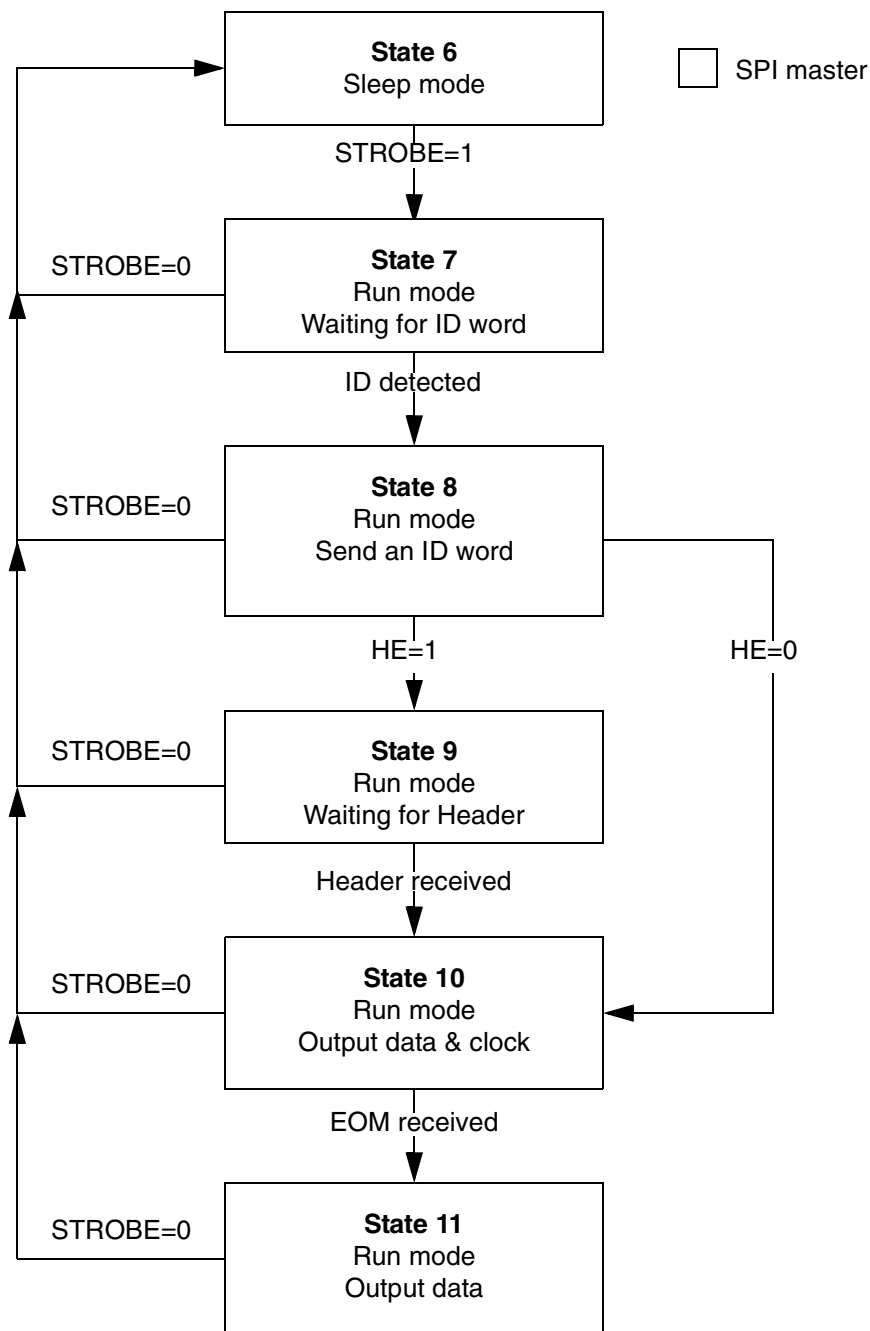 State 6
Sleep mode
SPI master
STROBE=1
STROBE=0
State 7
Run mode
Waiting for ID word
ID detected
STROBE=0
State 8
Run mode
Send an ID word
HE=1
HE=0
STROBE=0
State 9
Run mode
Waiting for Header
Header received
STROBE=0
State 10
Run mode
Output data & clock
EOM received
STROBE=0
State 11
Run mode
Output data